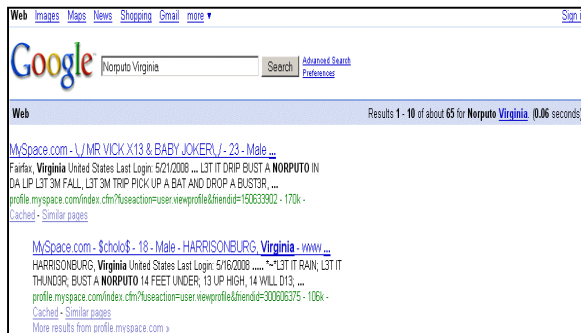 Web Images Maps News Shopping Gmail more ▼ Sign i
Google Norputo Virginia Search Advanced Search
Preferences
Web Results 1 - 10 of about 65 for Norputo Virginia. (0.06 seconds)
MySpace.com - \,/ MR VICK X13 & BABY JOKER\,/ - 23 - Male ...
Fairfax, Virginia United States Last Login: 5/21/2008 ... L3T IT DRIP BUST A NORPUTO IN
DA LIP L3T 3M FALL, L3T 3M TRIP PICK UP A BAT AND DROP A BUST3R, ...
profile.myspace.com/index.cfm?fuseaction=user.viewprofile&friendid=150633902 - 170k -
Cached - Similar pages
MySpace.com - $cholo$ - 18 - Male - HARRISONBURG, Virginia - www ...
HARRISONBURG, Virginia United States Last Login: 5/16/2008 ..... *~*L3T IT RAIN; L3T IT
THUND3R; BUST A NORPUTO 14 FEET UNDER; 13 UP HIGH, 14 WILL D13; ...
profile.myspace.com/index.cfm?fuseaction=user.viewprofile&friendid=300606375 - 106k -
Cached - Similar pages
More results from profile.myspace.com »